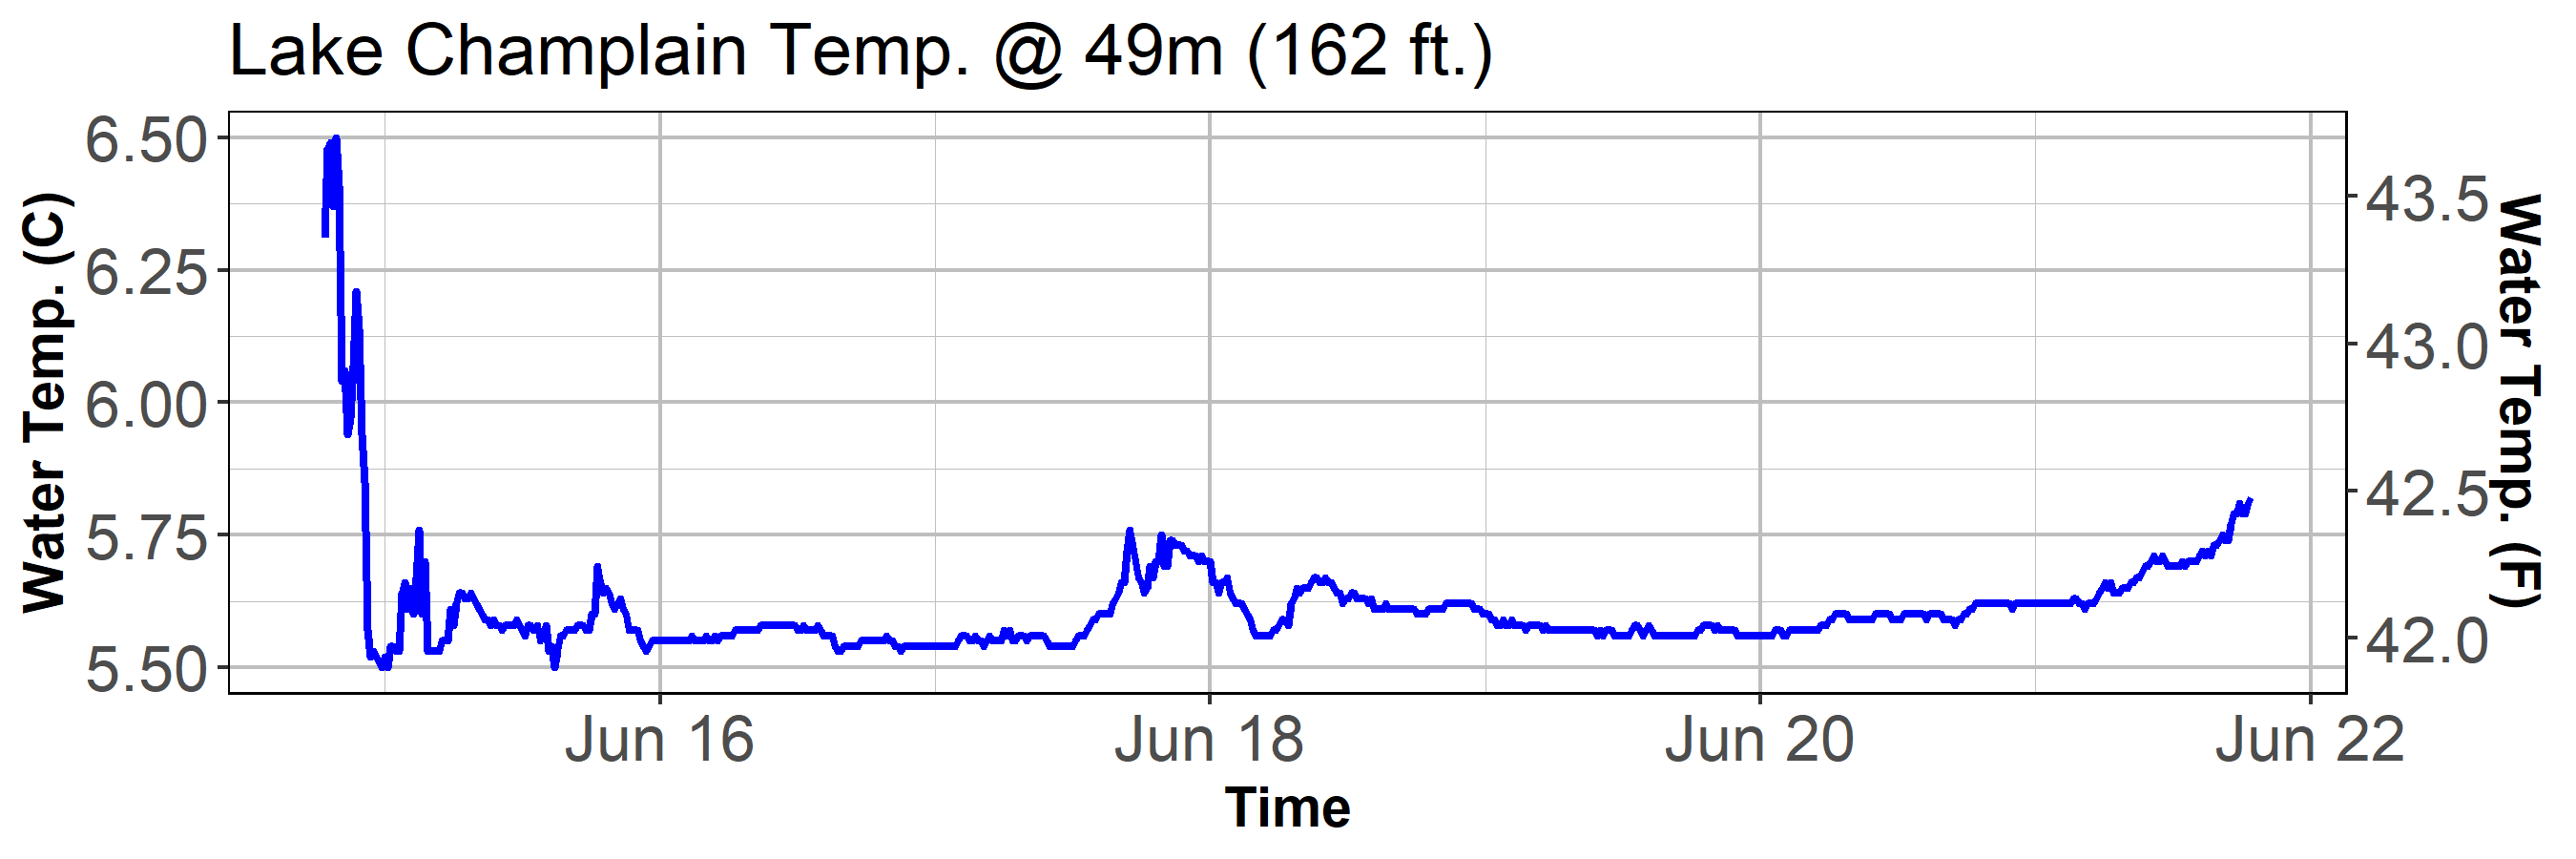 Lake Champlain Temp. @ 49m (162 ft.)
Water Temp. (C)
6.50
6.25
6.00
5.75
5.50
43.5
43.0
42.5
42.0
Water Temp. (F)
Jun 16
Jun 18
Jun 20
Jun 22
Time